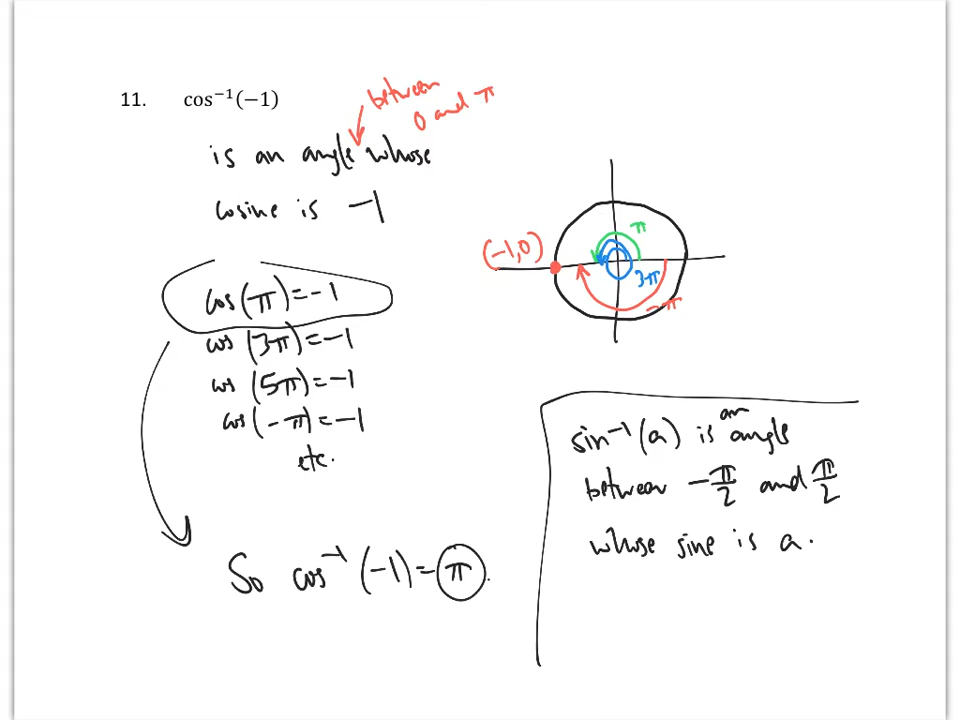 11. cos⁻¹(−1)
between
0 and π
is an angle whose
cosine is −1
cos(π)=−1
cos(3π)=−1
cos(5π)=−1
cos(−π)=−1
etc.
So cos⁻¹(−1)=π.
(−1,0)
π
3π
−π
sin⁻¹(a) is an angle
between −π/2 and π/2
whose sine is a.